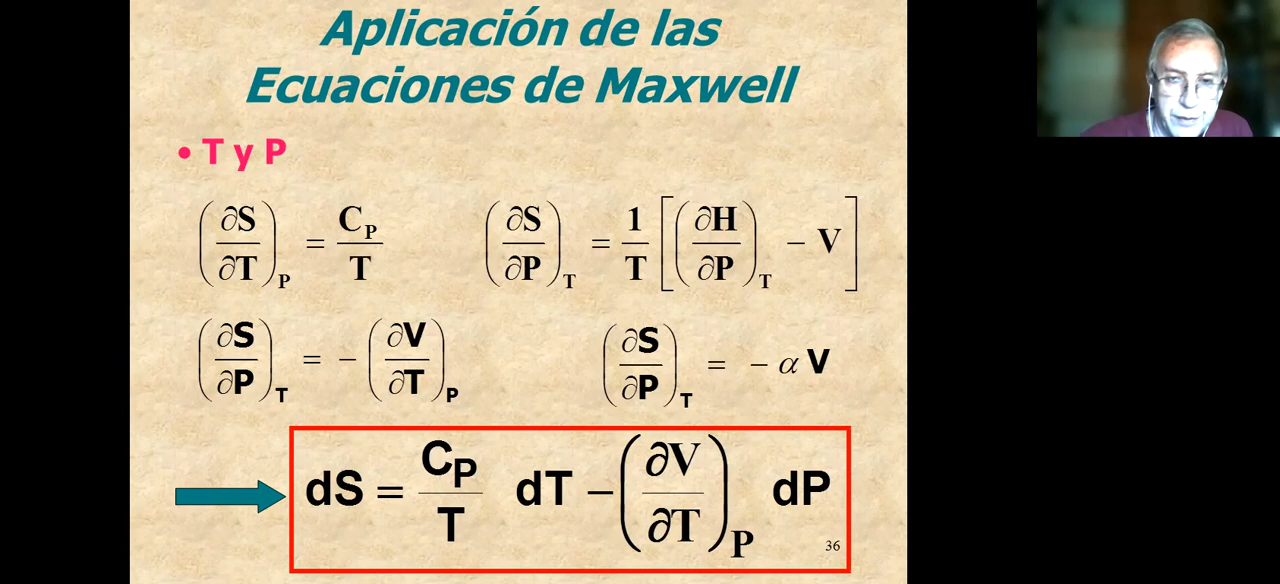 Aplicación de las
Ecuaciones de Maxwell
• T y P
(∂S/∂T)_P = C_P/T    (∂S/∂P)_T = 1/T [(∂H/∂P)_T − V]
(∂S/∂P)_T = − (∂V/∂T)_P    (∂S/∂P)_T = − α V
dS = C_P/T dT − (∂V/∂T)_P dP
36